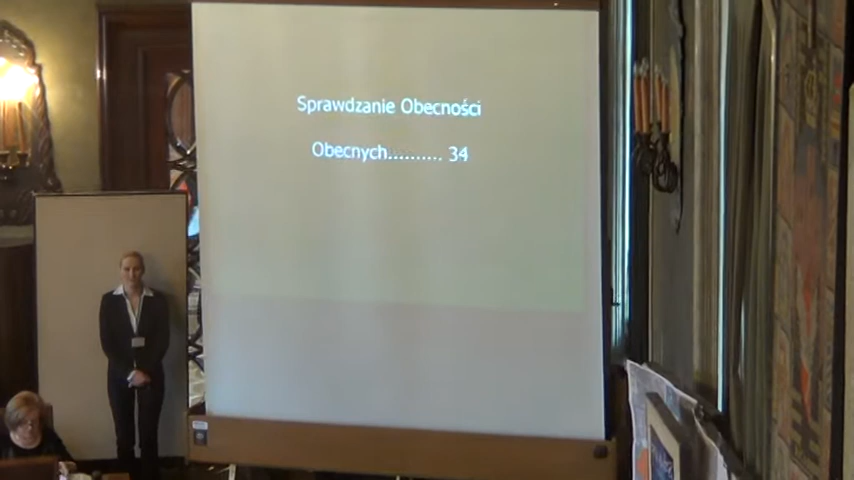 Sprawdzanie Obecności
Obecnych.......... 34